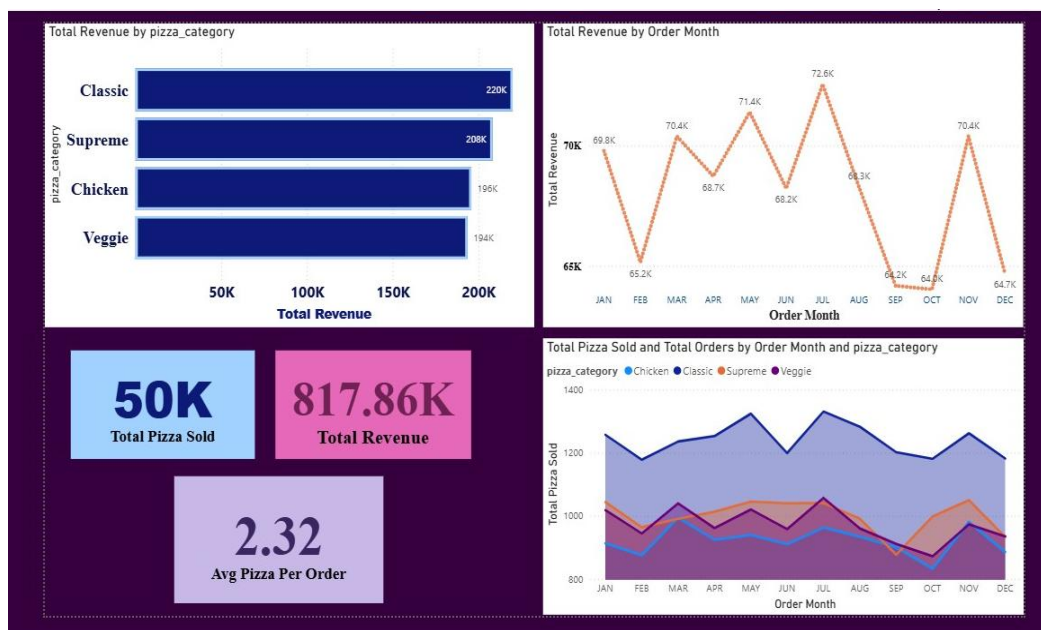 Total Revenue by pizza_category
pizza_category
Classic
220K
Supreme
208K
Chicken
196K
Veggie
194K
50K 100K 150K 200K
Total Revenue
Total Revenue by Order Month
Total Revenue
70K
65K
69.8K
65.2K
70.4K
68.7K
71.4K
68.2K
72.6K
68.3K
64.2K
64.0K
70.4K
64.7K
JAN FEB MAR APR MAY JUN JUL AUG SEP OCT NOV DEC
Order Month
50K
Total Pizza Sold
817.86K
Total Revenue
2.32
Avg Pizza Per Order
Total Pizza Sold and Total Orders by Order Month and pizza_category
pizza_category Chicken Classic Supreme Veggie
Total Pizza Sold
1400
1200
1000
800
JAN FEB MAR APR MAY JUN JUL AUG SEP OCT NOV DEC
Order Month